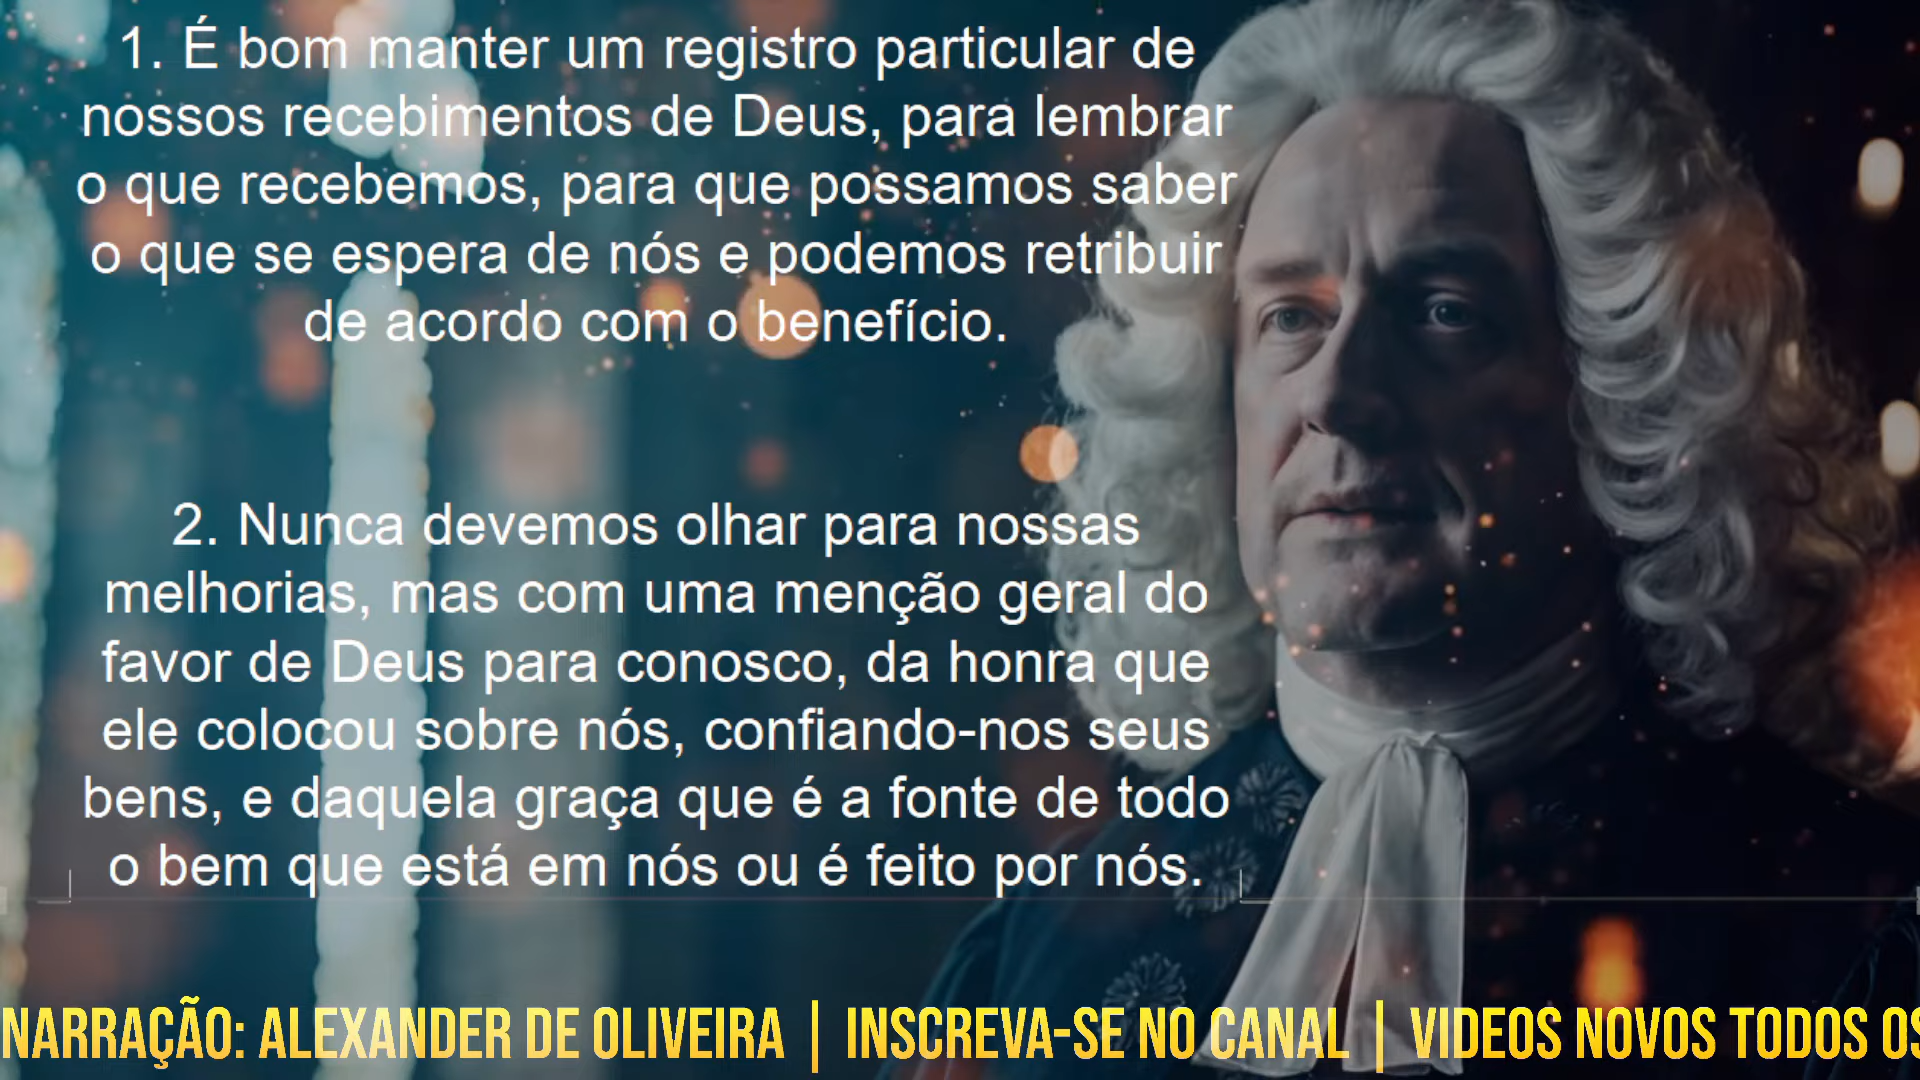 1. É bom manter um registro particular de
nossos recebimentos de Deus, para lembrar
o que recebemos, para que possamos saber
o que se espera de nós e podemos retribuir
de acordo com o benefício.
2. Nunca devemos olhar para nossas
melhorias, mas com uma menção geral do
favor de Deus para conosco, da honra que
ele colocou sobre nós, confiando-nos seus
bens, e daquela graça que é a fonte de todo
o bem que está em nós ou é feito por nós.
NARRAÇÃO: ALEXANDER DE OLIVEIRA | INSCREVA-SE NO CANAL | VIDEOS NOVOS TODOS OS